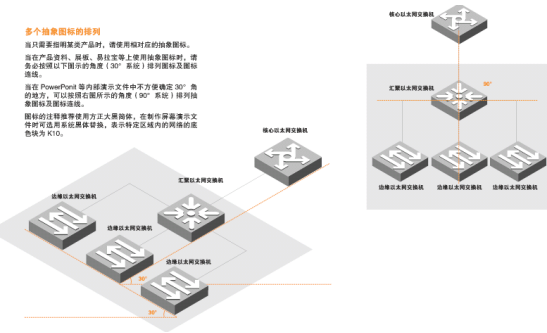 多个抽象图标的排列
当只需要指明某类产品时，请使用相对应的抽象图标。
当在产品资料、展板、易拉宝等上使用抽象图标时，请
务必按照以下图示的角度（30°系统）排列图标及图标
连线。
当在 PowerPonit 等内部演示文件中不方便确定 30°角
的地方，可以按照右图所示的角度（90°系统）排列抽
象图标及图标连线。
图标的注释推荐使用方正大黑简体，在制作屏幕演示文
件时可选用系统黑体替换，表示特定区域内的网络的底
色块为 K10。
核心以太网交换机
汇聚以太网交换机
边缘以太网交换机
边缘以太网交换机
边缘以太网交换机
30°
30°
核心以太网交换机
汇聚以太网交换机
90°
边缘以太网交换机
边缘以太网交换机
边缘以太网交换机